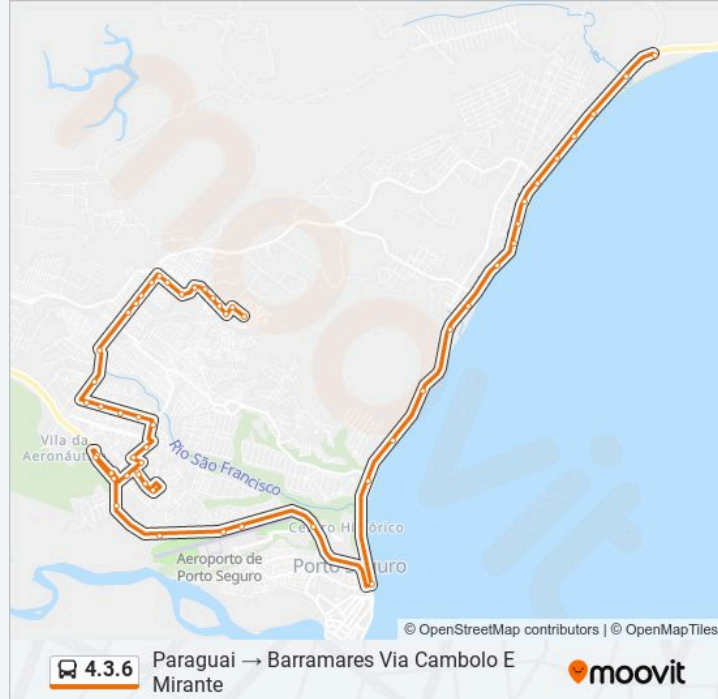 moovit
Vila da
Aeronáut
Rio São Francisco
Centro Histórico
Aeroporto de
Porto Seguro
Porto Seguro
© OpenStreetMap contributors | © OpenMapTiles
4.3.6
Paraguai → Barramares Via Cambolo E
Mirante
moovit